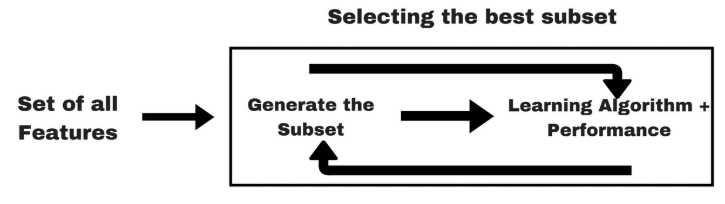 Selecting the best subset
Set of all
Features
Generate the
Subset
Learning Algorithm +
Performance